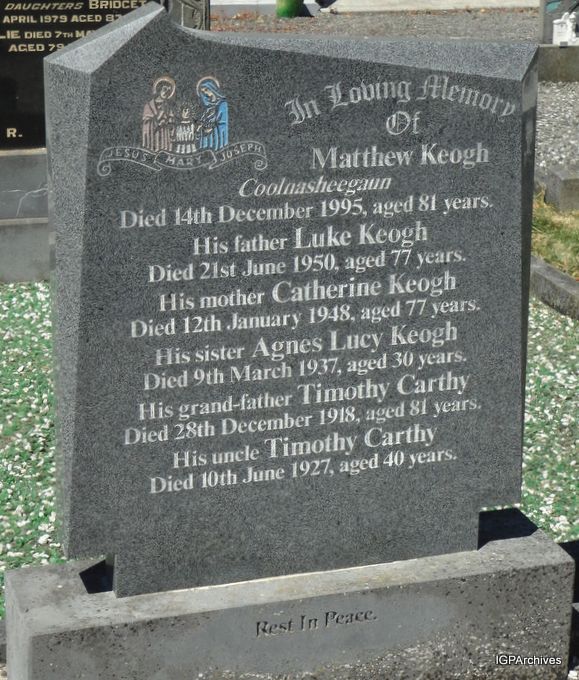 DAUGHTERS BRIDGET
APRIL 1979 AGED 8
DIED 7TH
AGED 79
R.
JESUS MARY JOSEPH
In Loving Memory
Of
Matthew Keogh
Coolnasheegaun
Died 14th December 1995, aged 81 years.
His father Luke Keogh
Died 21st June 1950, aged 77 years.
His mother Catherine Keogh
Died 12th January 1948, aged 77 years.
His sister Agnes Lucy Keogh
Died 9th March 1937, aged 30 years.
His grand-father Timothy Carthy
Died 28th December 1918, aged 81 years.
His uncle Timothy Carthy
Died 10th June 1927, aged 40 years.
Rest In Peace.
IGPArchives